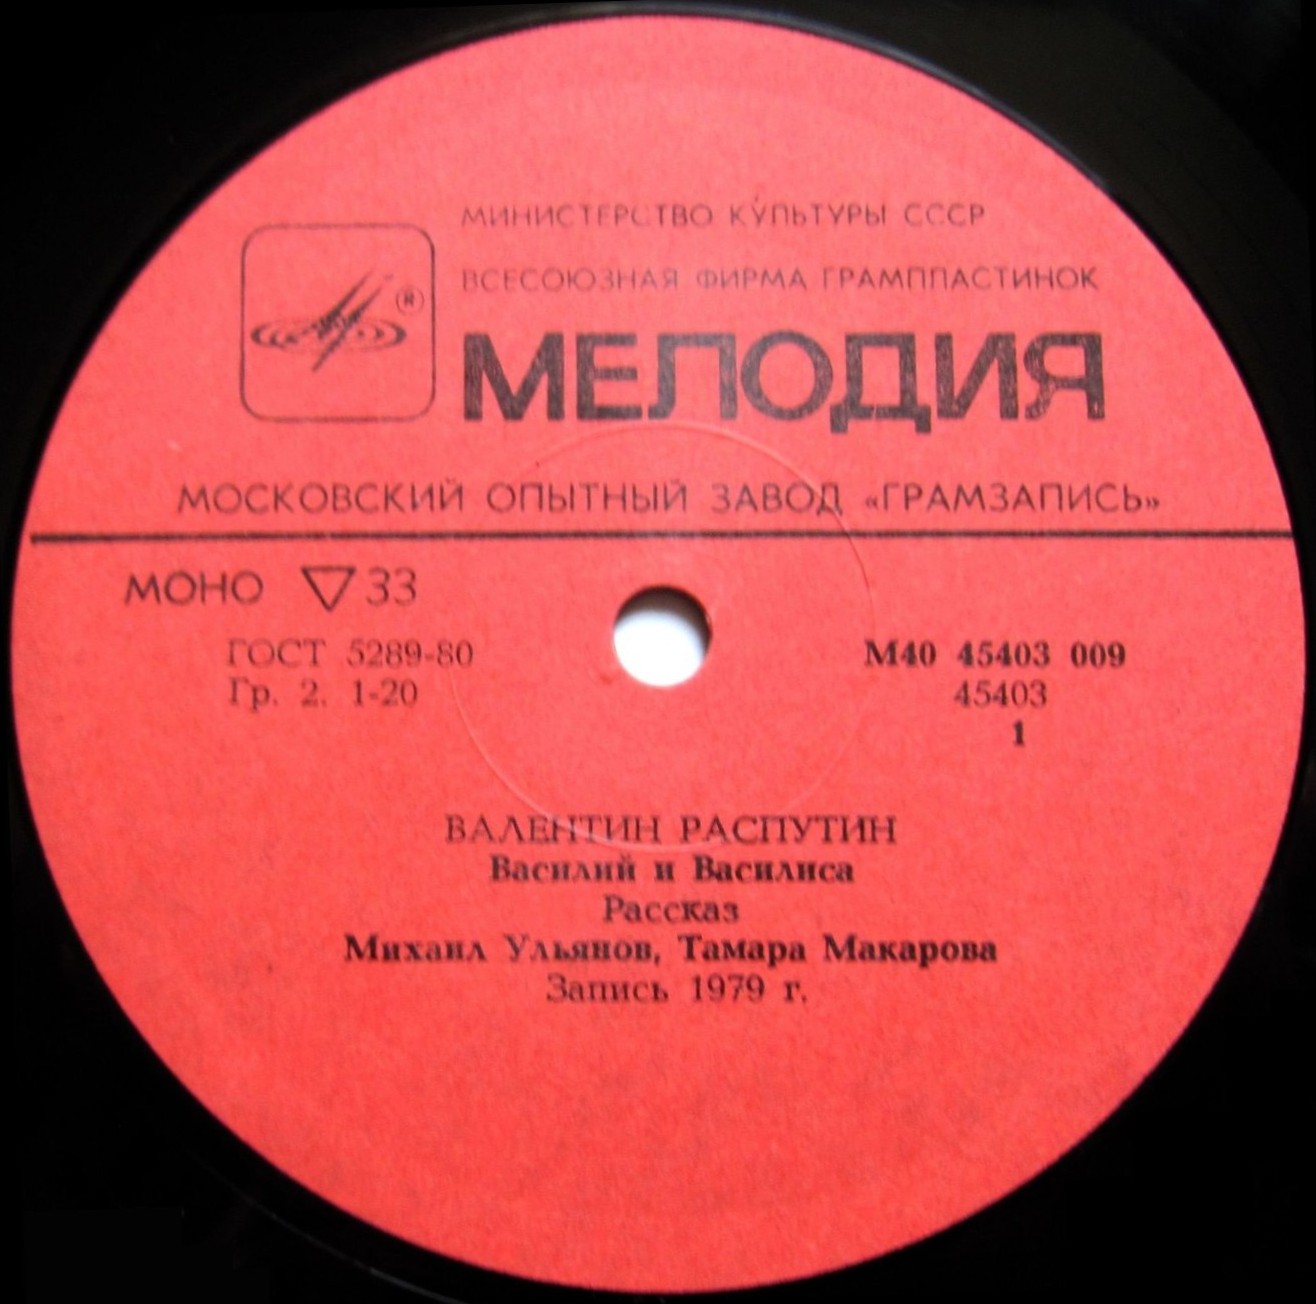 МИНИСТЕРСТВО КУЛЬТУРЫ СССР
ВСЕСОЮЗНАЯ ФИРМА ГРАМПЛАСТИНОК
®
МЕЛОДИЯ
МОСКОВСКИЙ ОПЫТНЫЙ ЗАВОД «ГРАМЗАПИСЬ»
МОНО ▽ 33
ГОСТ 5289-80
Гр. 2. 1-20
М40 45403 009
45403
1
ВАЛЕНТИН РАСПУТИН
Василий и Василиса
Рассказ
Михаил Ульянов, Тамара Макарова
Запись 1979 г.